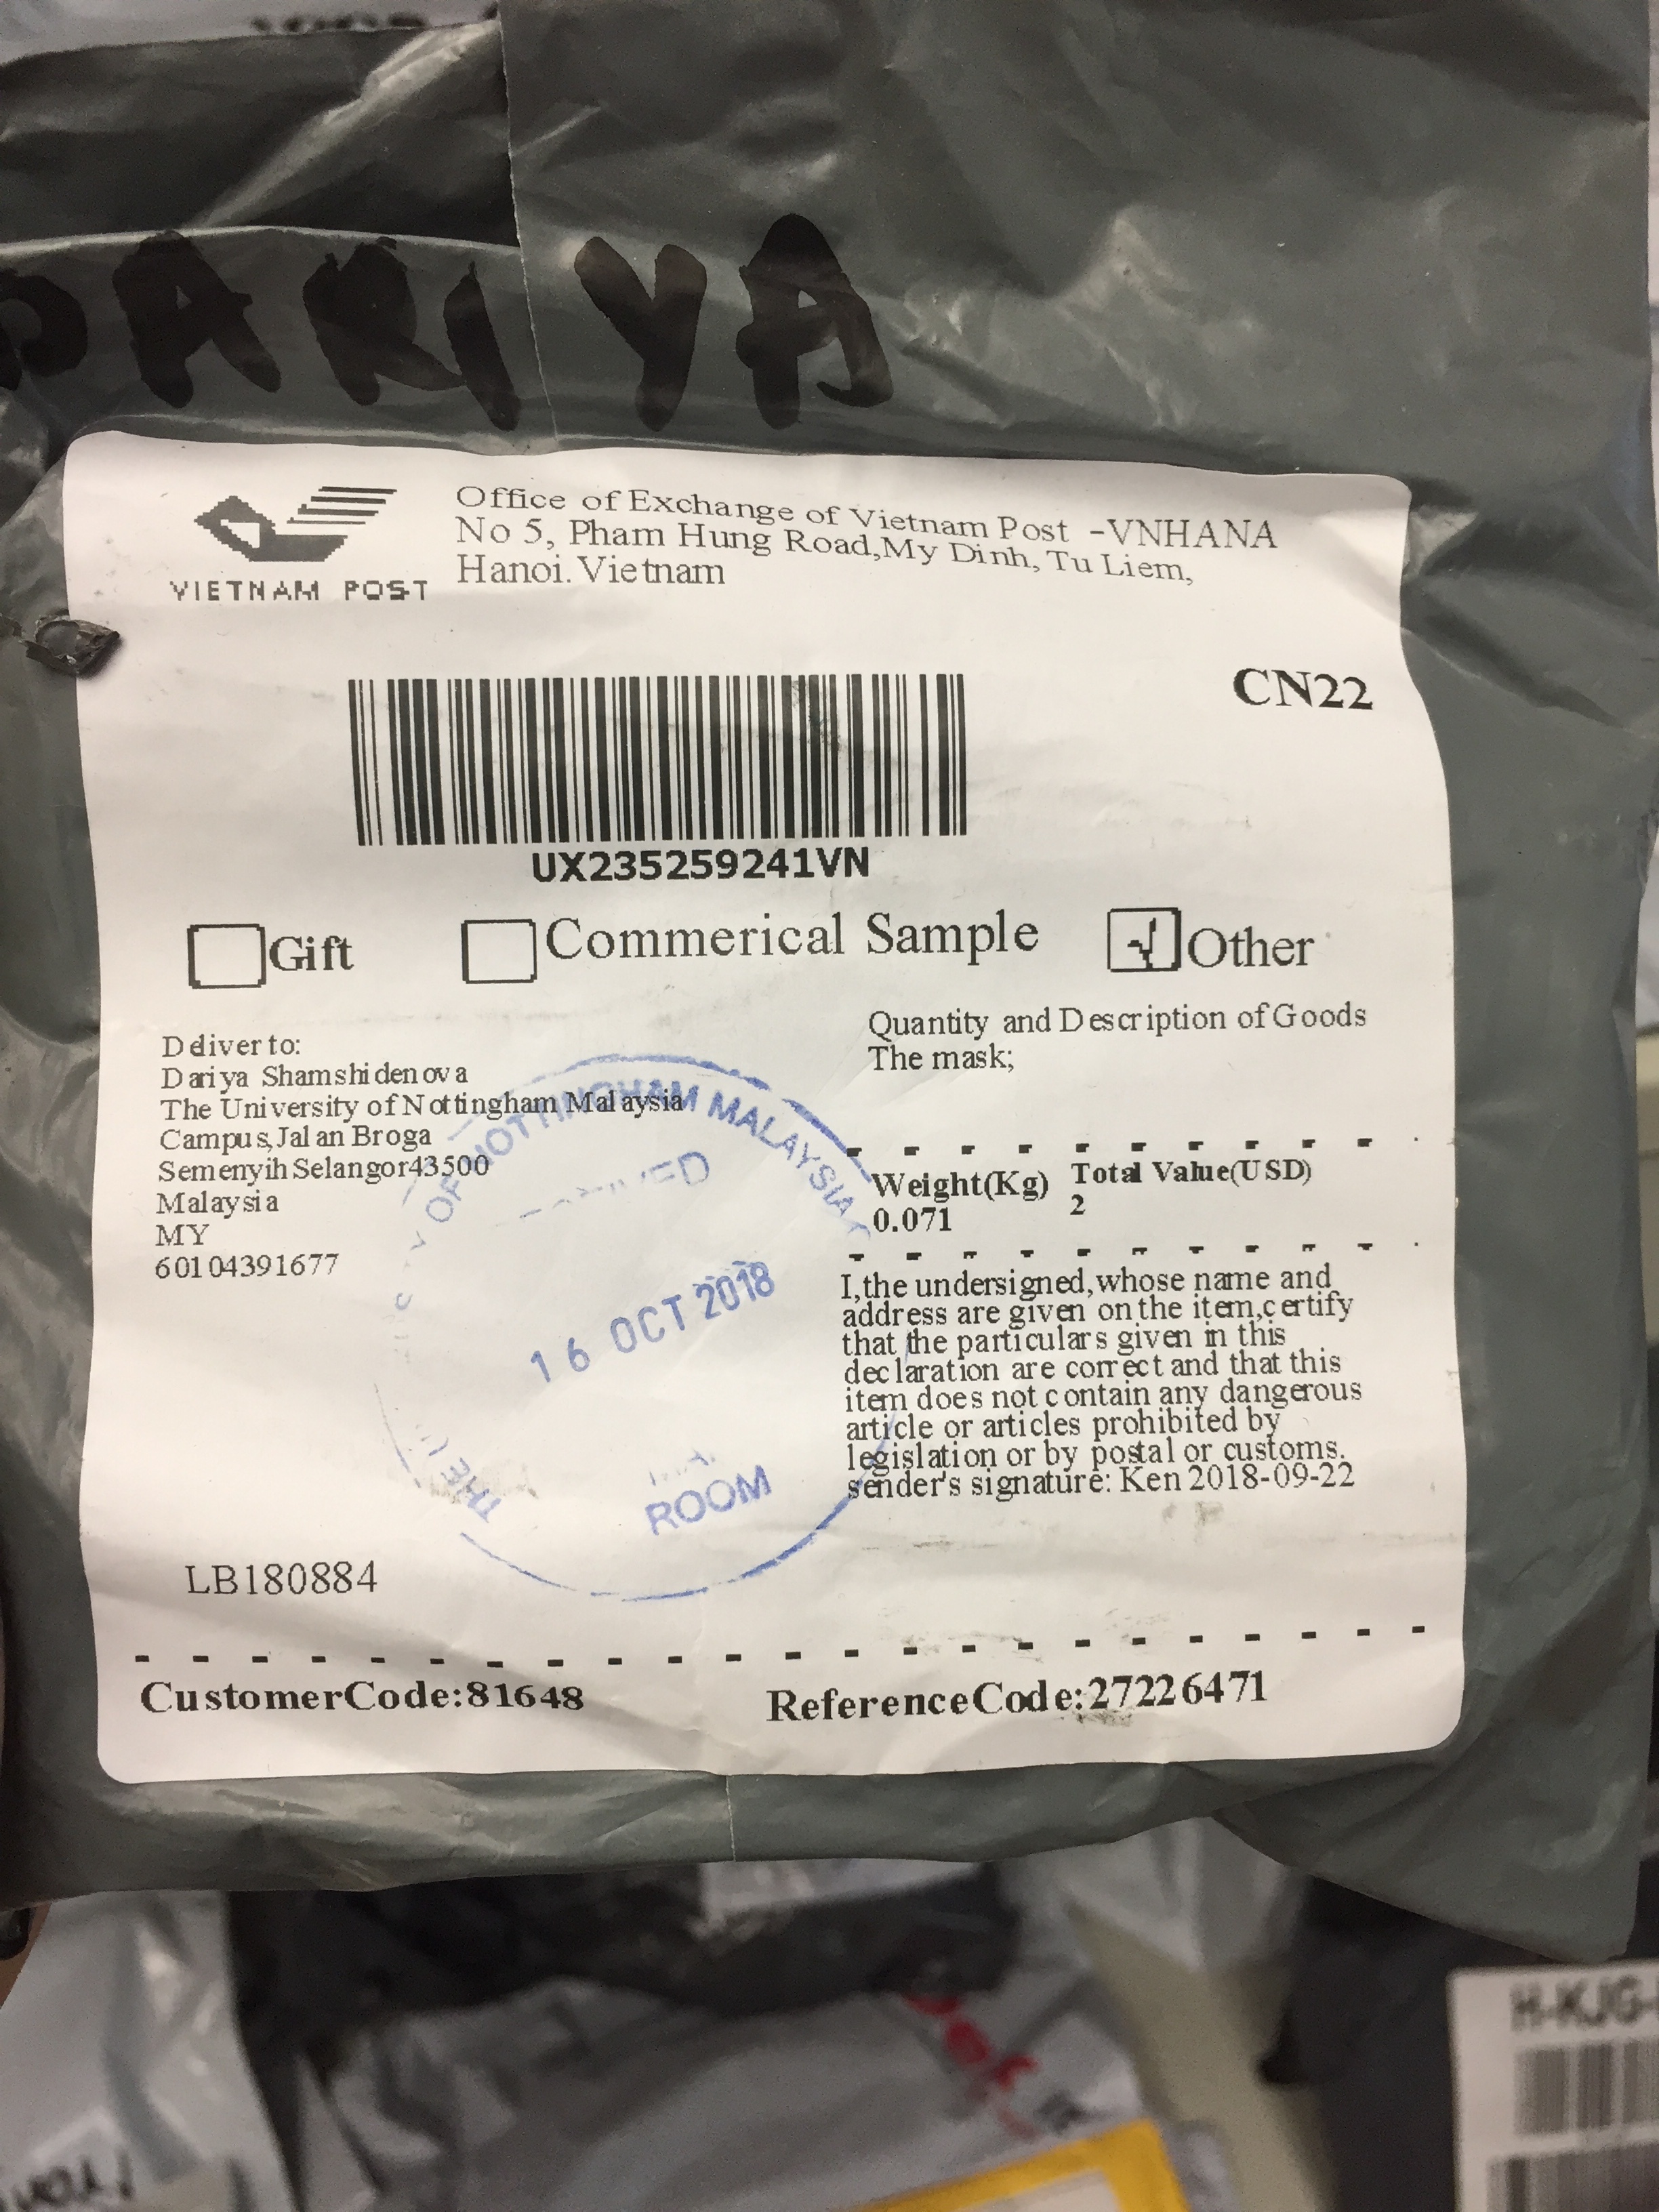 DARIYA
VIETNAM POST
Office of Exchange of Vietnam Post -VNHANA
No 5, Pham Hung Road,My Dinh, Tu Liem,
Hanoi. Vietnam
CN22
UX235259241VN
Gift
Commerical Sample
Other
Deliver to:
Dariya Shamshidenova
The University of Nottingham Malaysia
Campus,Jalan Broga
Semenyih Selangor43500
Malaysia
MY
60104391677
Quantity and Description of Goods
The mask;
Weight(Kg)
0.071
Total Value(USD)
2
I,the undersigned,whose name and
address are given on the item,certify
that the particulars given in this
declaration are correct and that this
item does not contain any dangerous
article or articles prohibited by
legislation or by postal or customs.
sender's signature: Ken 2018-09-22
OF NOTTINGHAM MALAYSIA
16 OCT 2018
ROOM
THE
LB180884
CustomerCode:81648
ReferenceCode:27226471
H-KJG-